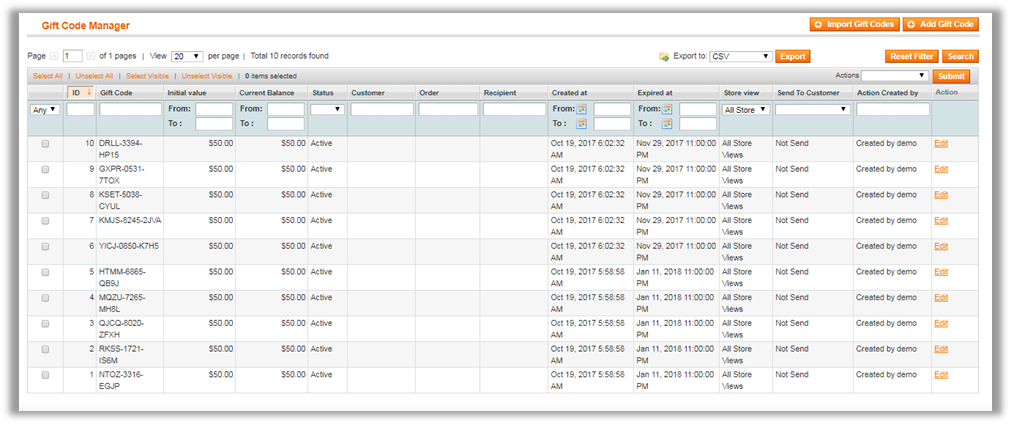 Gift Code Manager
Import Gift Codes Add Gift Code
Page 1 of 1 pages | View 20 per page | Total 10 records found Export to: CSV Export Reset Filter Search
Select All | Unselect All | Select Visible | Unselect Visible | 0 items selected Actions Submit
ID Gift Code Initial value Current Balance Status Customer Order Recipient Created at Expired at Store view Send To Customer Action Created by Action
Any From: From: From: From: All Store
To : To : To : To :
10 DRLL-3394- $50.00 $50.00 Active Oct 19, 2017 6:02:32 Nov 29, 2017 11:00:00 All Store Not Send Created by demo Edit
HP15 AM PM Views
9 GXPR-0531- $50.00 $50.00 Active Oct 19, 2017 6:02:32 Nov 29, 2017 11:00:00 All Store Not Send Created by demo Edit
7TOX AM PM Views
8 KSET-5038- $50.00 $50.00 Active Oct 19, 2017 6:02:32 Nov 29, 2017 11:00:00 All Store Not Send Created by demo Edit
CYUL AM PM Views
7 KMJS-8245-2JVA $50.00 $50.00 Active Oct 19, 2017 6:02:32 Nov 29, 2017 11:00:00 All Store Not Send Created by demo Edit
AM PM Views
6 YICJ-0850-K7H5 $50.00 $50.00 Active Oct 19, 2017 6:02:32 Nov 29, 2017 11:00:00 All Store Not Send Created by demo Edit
AM PM Views
5 HTMM-6865- $50.00 $50.00 Active Oct 19, 2017 5:58:58 Jan 11, 2018 11:00:00 All Store Not Send Created by demo Edit
QB9J AM PM Views
4 MQZU-7265- $50.00 $50.00 Active Oct 19, 2017 5:58:58 Jan 11, 2018 11:00:00 All Store Not Send Created by demo Edit
MH8L AM PM Views
3 QJCQ-8020- $50.00 $50.00 Active Oct 19, 2017 5:58:58 Jan 11, 2018 11:00:00 All Store Not Send Created by demo Edit
ZFXH AM PM Views
2 RKSS-1721- $50.00 $50.00 Active Oct 19, 2017 5:58:58 Jan 11, 2018 11:00:00 All Store Not Send Created by demo Edit
IS6M AM PM Views
1 NTOZ-3316- $50.00 $50.00 Active Oct 19, 2017 5:58:58 Jan 11, 2018 11:00:00 All Store Not Send Created by demo Edit
EGJP AM PM Views